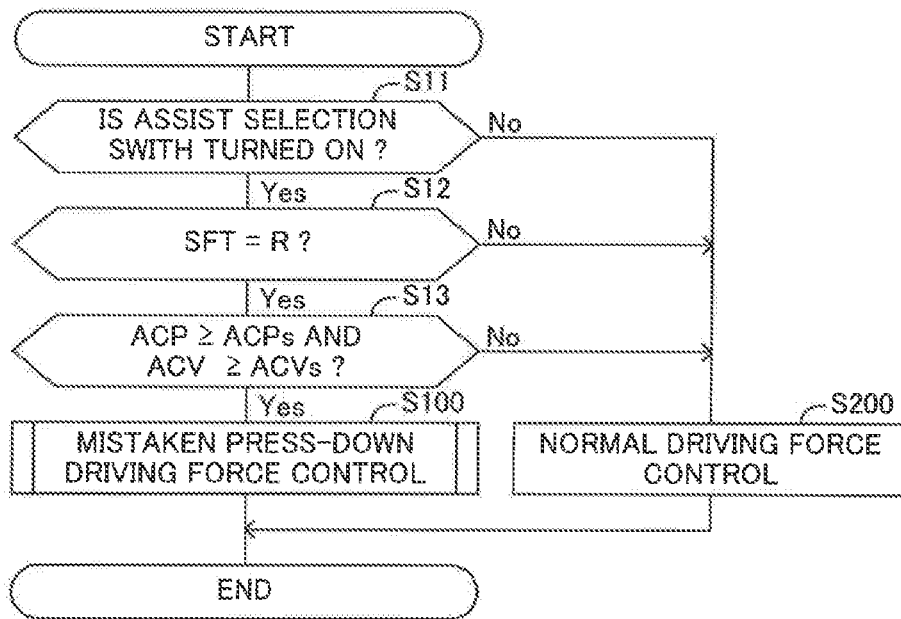 START
S11
IS ASSIST SELECTION
SWITH TURNED ON ?
No
Yes
S12
SFT = R ?
No
Yes
S13
ACP ≥ ACPs AND
ACV ≥ ACVs ?
No
Yes
S100
MISTAKEN PRESS-DOWN
DRIVING FORCE CONTROL
S200
NORMAL DRIVING FORCE
CONTROL
END